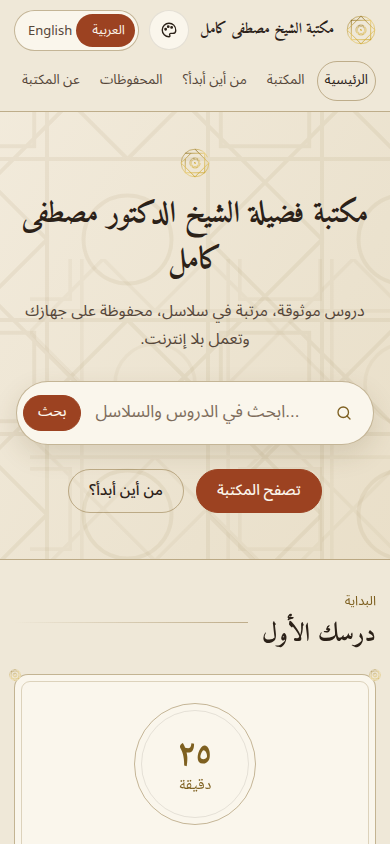 مكتبة الشيخ مصطفى كامل
العربية English
الرئيسية المكتبة من أين أبدأ؟ المحفوظات عن المكتبة
مكتبة فضيلة الشيخ الدكتور مصطفى
كامل
دروس موثوقة، مرتبة في سلاسل، محفوظة على جهازك
وتعمل بلا إنترنت.
ابحث في الدروس والسلاسل... بحث
تصفح المكتبة من أين أبدأ؟
البداية
درسك الأول
٢٥
دقيقة